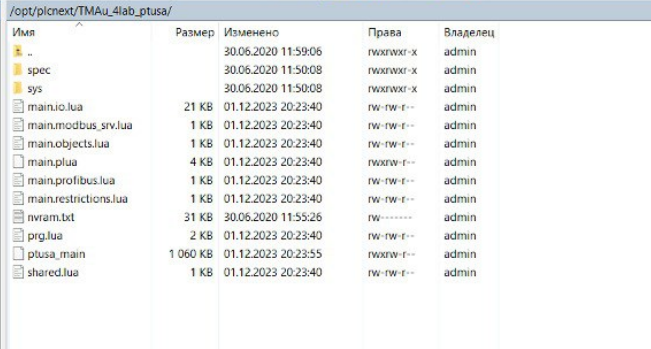 /opt/plcnext/TMAu_4lab_ptusa/
Имя Размер Изменено Права Владелец
.. 30.06.2020 11:59:06 rwxrwxr-x admin
spec 30.06.2020 11:50:08 rwxrwxr-x admin
sys 30.06.2020 11:50:08 rwxrwxr-x admin
main.io.lua 21 KB 01.12.2023 20:23:40 rw-rw-r-- admin
main.modbus_srv.lua 1 KB 01.12.2023 20:23:40 rw-rw-r-- admin
main.objects.lua 1 KB 01.12.2023 20:23:40 rw-rw-r-- admin
main.plua 4 KB 01.12.2023 20:23:40 rwxrw-r-- admin
main.profibus.lua 1 KB 01.12.2023 20:23:40 rw-rw-r-- admin
main.restrictions.lua 1 KB 01.12.2023 20:23:40 rw-rw-r-- admin
nvram.txt 31 KB 30.06.2020 11:55:26 rw------- admin
prg.lua 2 KB 01.12.2023 20:23:40 rw-rw-r-- admin
ptusa_main 1 060 KB 01.12.2023 20:23:55 rwxrw-r-- admin
shared.lua 1 KB 01.12.2023 20:23:40 rw-rw-r-- admin